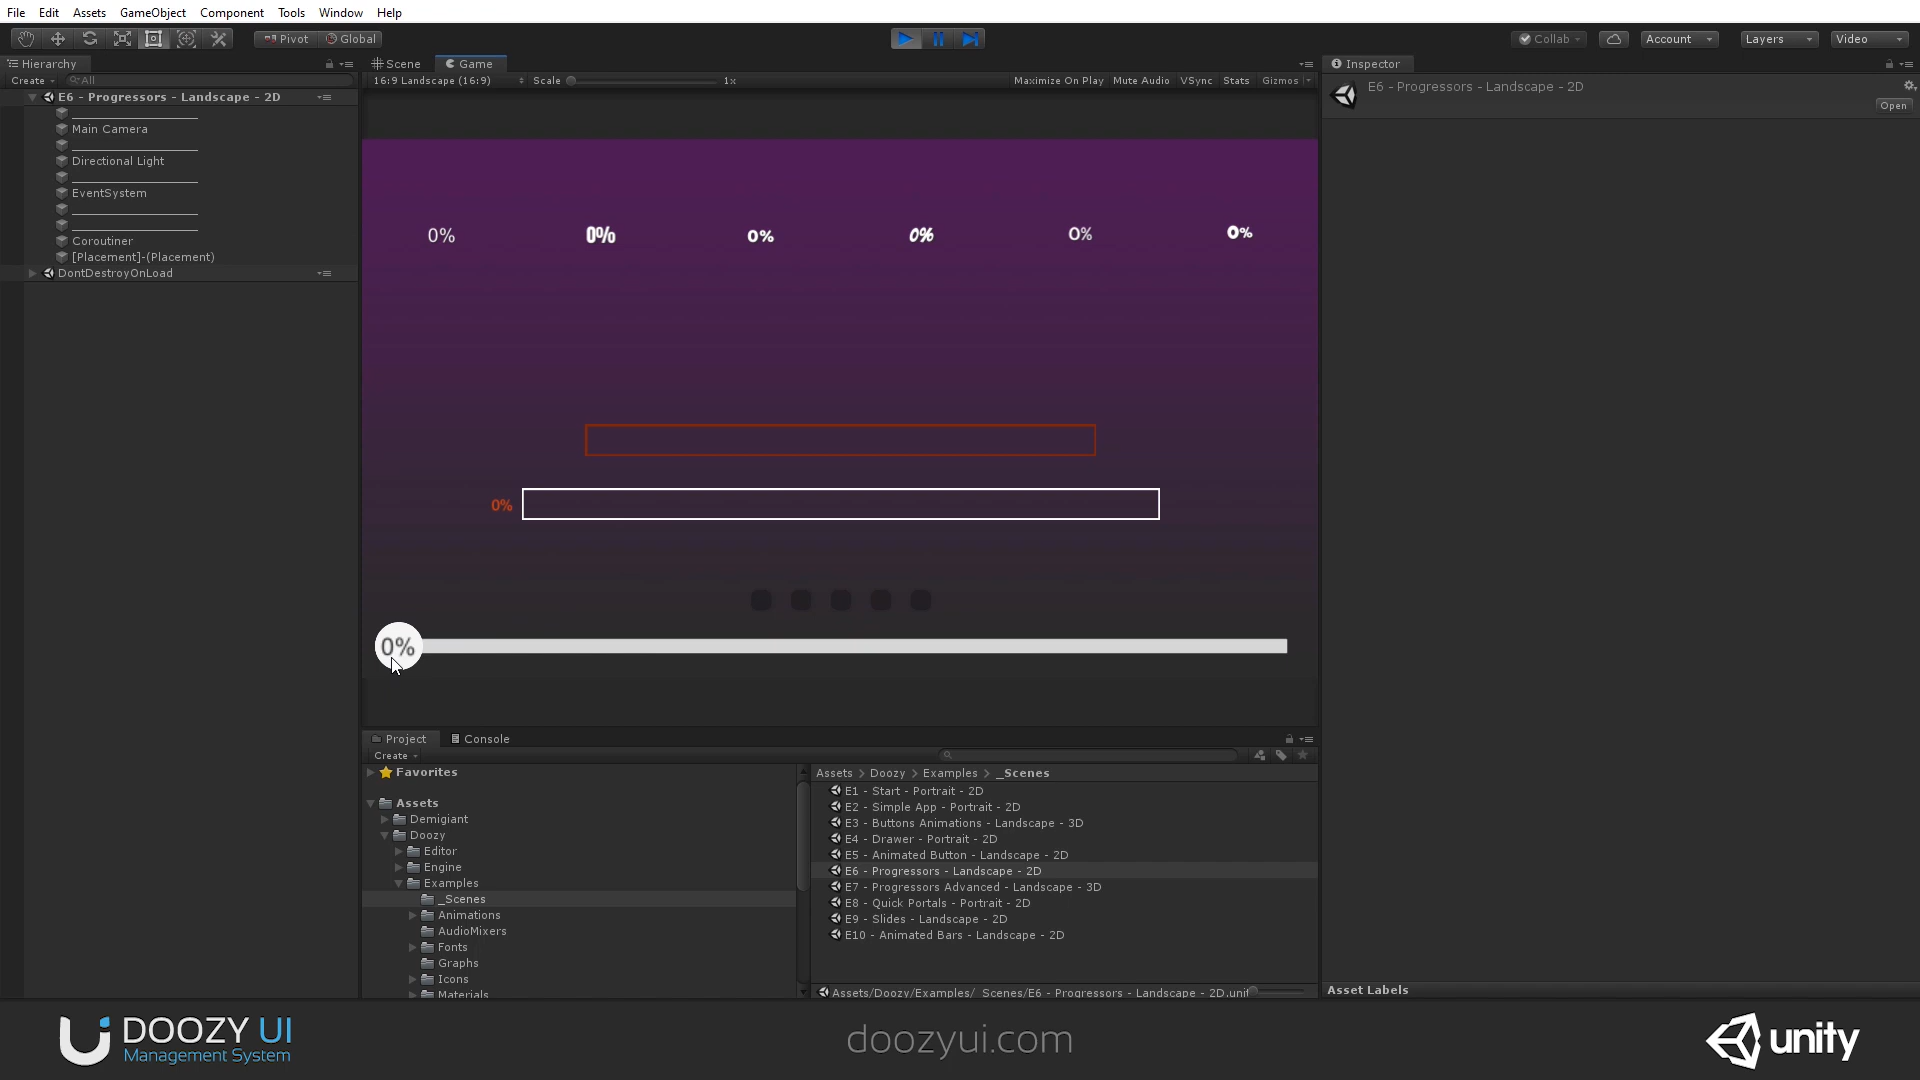 File Edit Assets GameObject Component Tools Window Help
Pivot Global Collab Account Layers Video
Hierarchy Scene Game Inspector
Create All 16:9 Landscape (16:9) Scale 1x Maximize On Play Mute Audio VSync Stats Gizmos
E6 - Progressors - Landscape - 2D
E6 - Progressors - Landscape - 2D
Open
Main Camera
Directional Light
EventSystem
Coroutiner
[Placement]-(Placement)
DontDestroyOnLoad
0% 0% 0% 0% 0% 0%
0%
0%
Project Console
Create
Favorites
Assets
Demigiant
Doozy
Editor
Engine
Examples
_Scenes
Animations
AudioMixers
Fonts
Graphs
Icons
Materials
Assets > Doozy > Examples > _Scenes
E1 - Start - Portrait - 2D
E2 - Simple App - Portrait - 2D
E3 - Buttons Animations - Landscape - 3D
E4 - Drawer - Portrait - 2D
E5 - Animated Button - Landscape - 2D
E6 - Progressors - Landscape - 2D
E7 - Progressors Advanced - Landscape - 3D
E8 - Quick Portals - Portrait - 2D
E9 - Slides - Landscape - 2D
E10 - Animated Bars - Landscape - 2D
Assets/Doozy/Examples/_Scenes/E6 - Progressors - Landscape - 2D.unit
Asset Labels
DOOZY UI
Management System
doozyui.com
unity